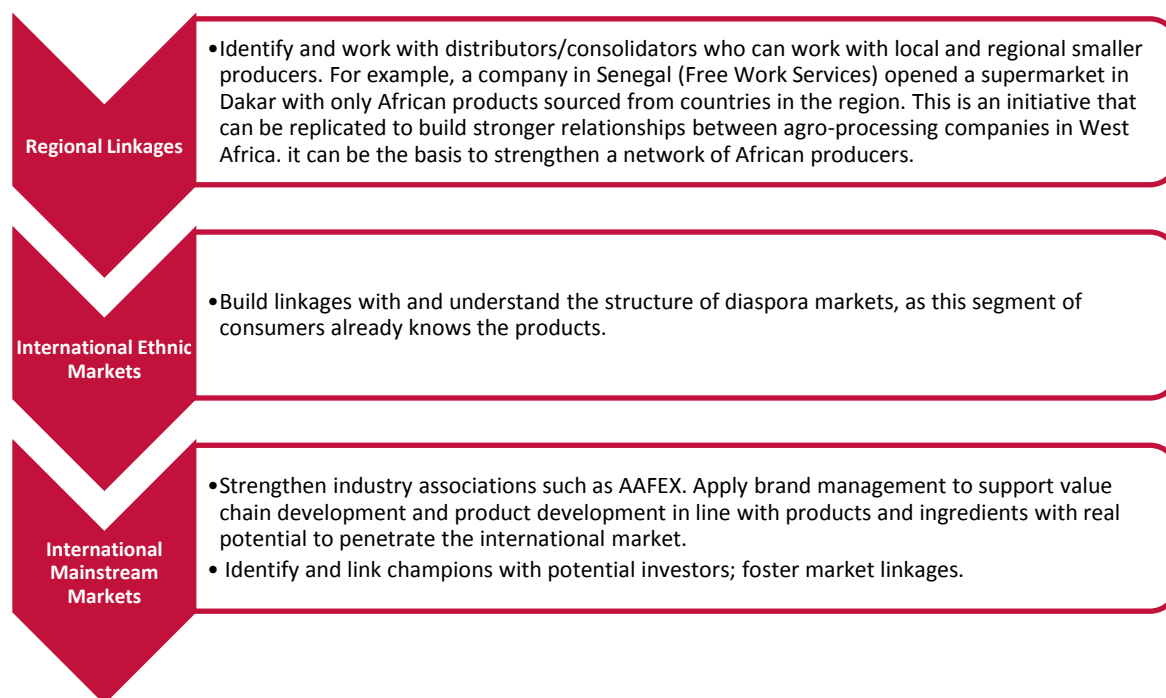 Regional Linkages
•Identify and work with distributors/consolidators who can work with local and regional smaller
producers. For example, a company in Senegal (Free Work Services) opened a supermarket in
Dakar with only African products sourced from countries in the region. This is an initiative that
can be replicated to build stronger relationships between agro-processing companies in West
Africa. it can be the basis to strengthen a network of African producers.
International Ethnic
Markets
•Build linkages with and understand the structure of diaspora markets, as this segment of
consumers already knows the products.
International
Mainstream
Markets
•Strengthen industry associations such as AAFEX. Apply brand management to support value
chain development and product development in line with products and ingredients with real
potential to penetrate the international market.
• Identify and link champions with potential investors; foster market linkages.